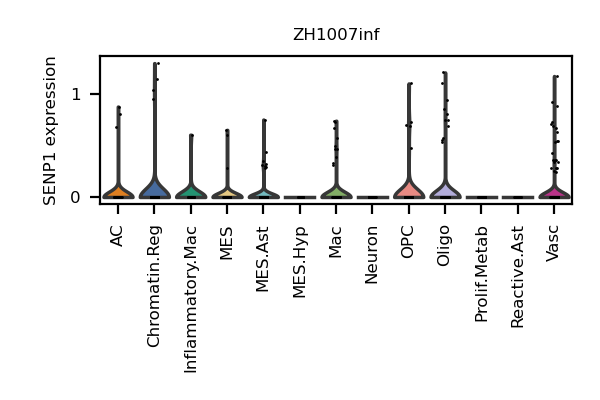 ZH1007inf
SENP1 expression
1
0
AC
Chromatin.Reg
Inflammatory.Mac
MES
MES.Ast
MES.Hyp
Mac
Neuron
OPC
Oligo
Prolif.Metab
Reactive.Ast
Vasc